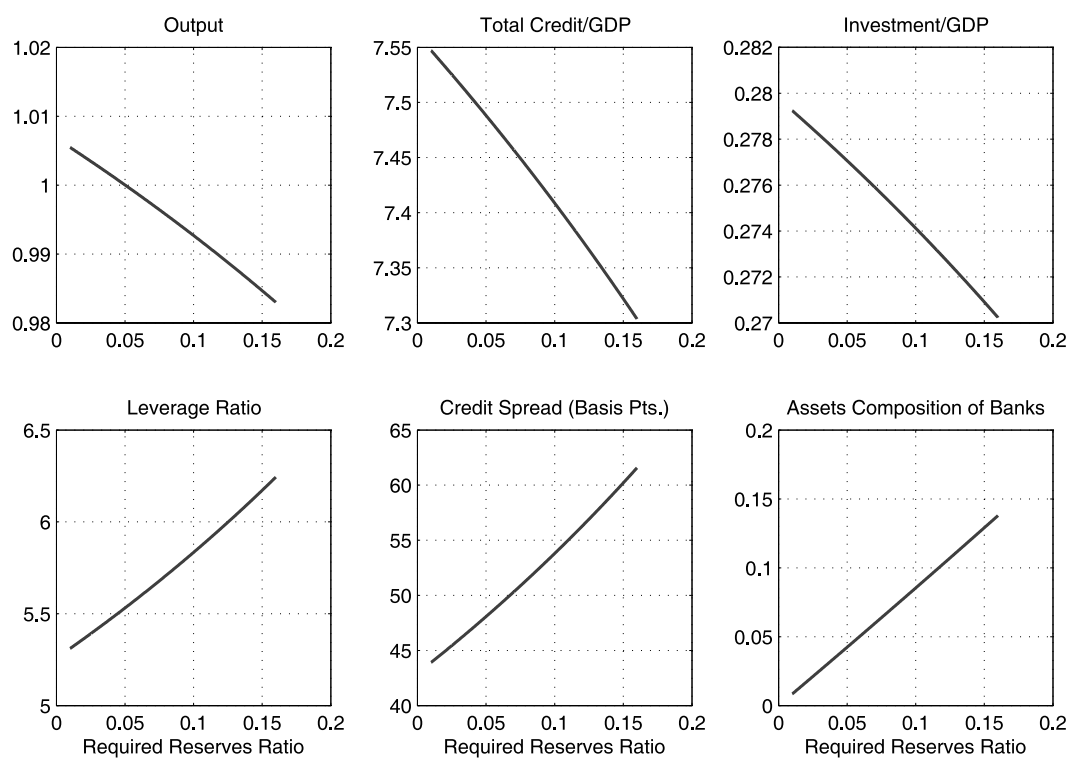 Output
1.02
1.01
1
0.99
0.98
0 0.05 0.1 0.15 0.2
Total Credit/GDP
7.55
7.5
7.45
7.4
7.35
7.3
0 0.05 0.1 0.15 0.2
Investment/GDP
0.282
0.28
0.278
0.276
0.274
0.272
0.27
0 0.05 0.1 0.15 0.2
Leverage Ratio
6.5
6
5.5
5
0 0.05 0.1 0.15 0.2
Required Reserves Ratio
Credit Spread (Basis Pts.)
65
60
55
50
45
40
0 0.05 0.1 0.15 0.2
Required Reserves Ratio
Assets Composition of Banks
0.2
0.15
0.1
0.05
0
0 0.05 0.1 0.15 0.2
Required Reserves Ratio